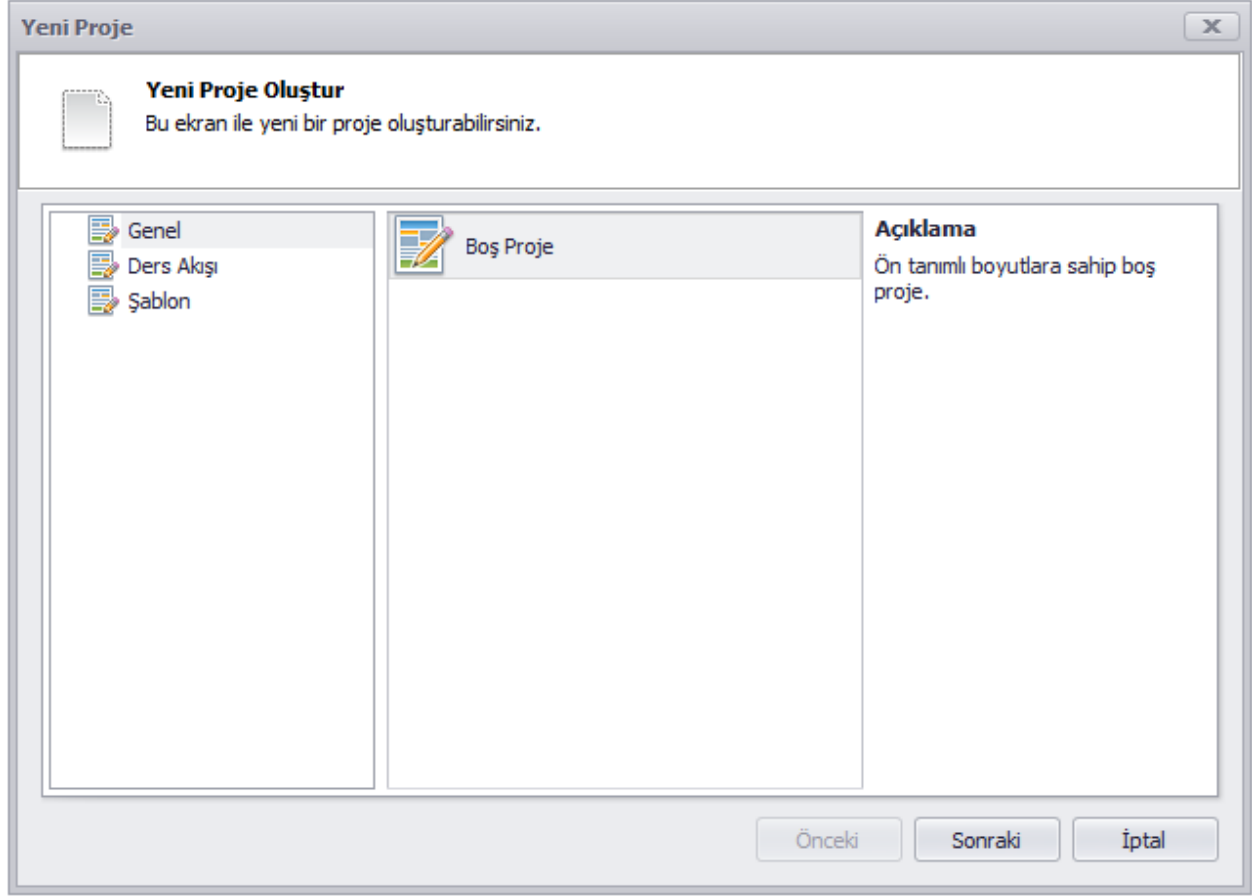 Yeni Proje
Yeni Proje Oluştur
Bu ekran ile yeni bir proje oluşturabilirsiniz.
Genel
Ders Akışı
Şablon
Boş Proje
Açıklama
Ön tanımlı boyutlara sahip boş
proje.
Önceki
Sonraki
İptal